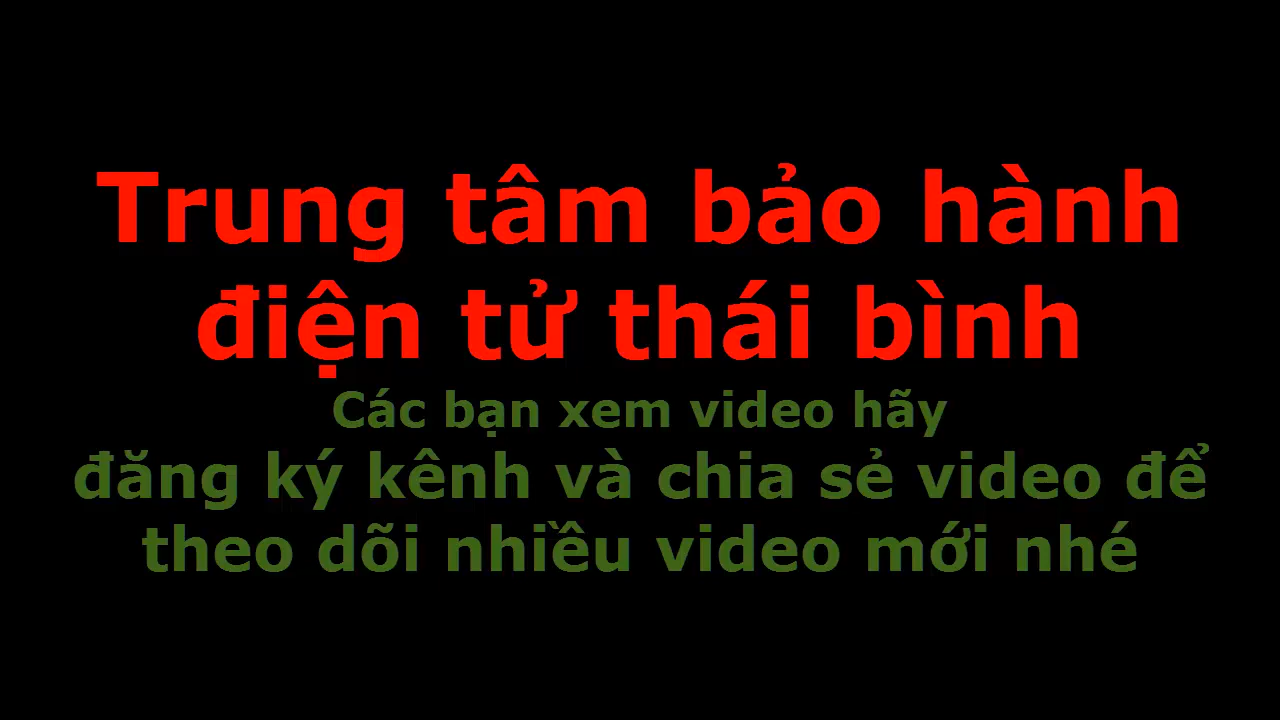 Trung tâm bảo hành
điện tử thái bình
Các bạn xem video hãy
đăng ký kênh và chia sẻ video để
theo dõi nhiều video mới nhé